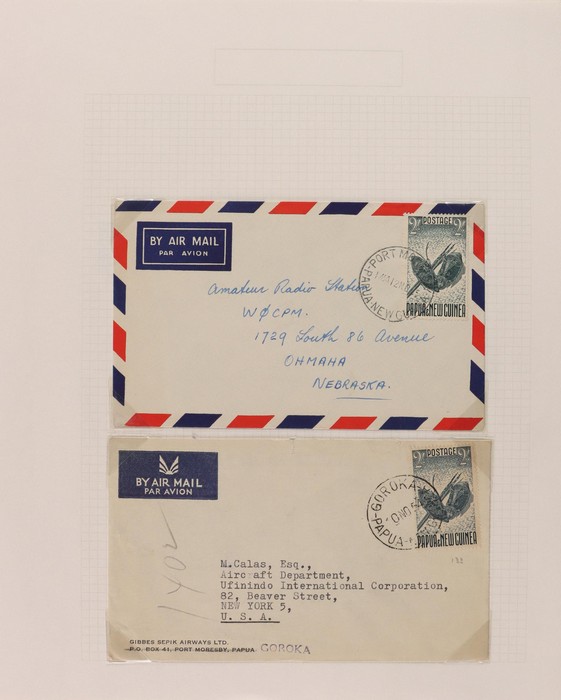 BY AIR MAIL
PAR AVION
2/- POSTAGE
PAPUA & NEW GUINEA
PORT M
PAPUA-NEW GUINEA
Amateur Radio Station
WØCPM.
1729 South 86 Avenue
OHMAHA
NEBRASKA.
BY AIR MAIL
PAR AVION
2/- POSTAGE
PAPUA & NEW GUINEA
GOROKA
PAPUA
1402
M.Calas, Esq.,
Aircraft Department,
Ufinindo International Corporation,
82, Beaver Street,
NEW YORK 5,
U. S. A.
GIBBES SEPIK AIRWAYS LTD.
P.O. BOX 41, PORT MORESBY, PAPUA GOROKA